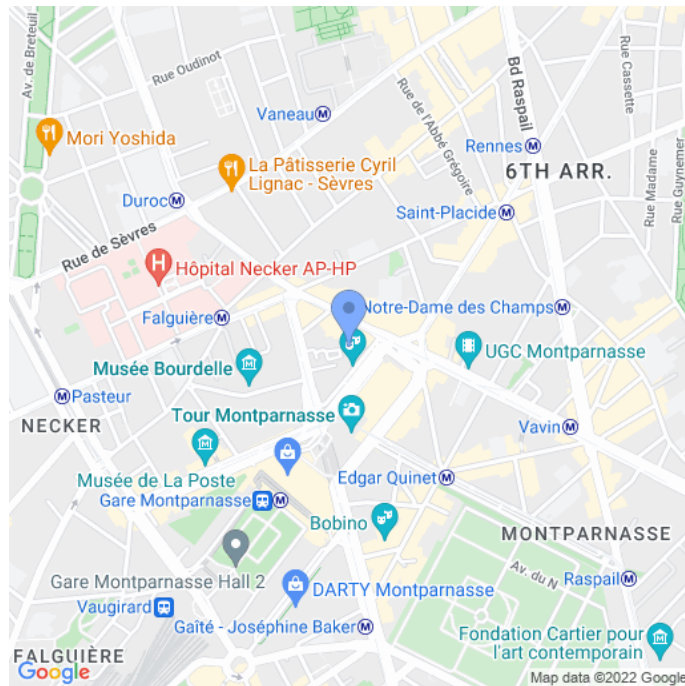 Av. de Breteuil
Rue Oudinot
Vaneau
Mori Yoshida
La Pâtisserie Cyril
Lignac - Sèvres
Rue de l'Abbé Grégoire
Bd Raspail
Rue Cassette
Rennes
6TH ARR.
Rue Madame
Rue Guynemer
Duroc
Saint-Placide
Rue de Sèvres
Hôpital Necker AP-HP
Falguière
Notre-Dame des Champs
Musée Bourdelle
UGC Montparnasse
Pasteur
NECKER
Tour Montparnasse
Vavin
Musée de La Poste
Edgar Quinet
Gare Montparnasse
Bobino
MONTPARNASSE
Gare Montparnasse Hall 2
Av. du N
Raspail
DARTY Montparnasse
Vaugirard
Gaîté - Joséphine Baker
Fondation Cartier pour
l'art contemporain
FALGUIÈRE
Google
Map data ©2022 Google